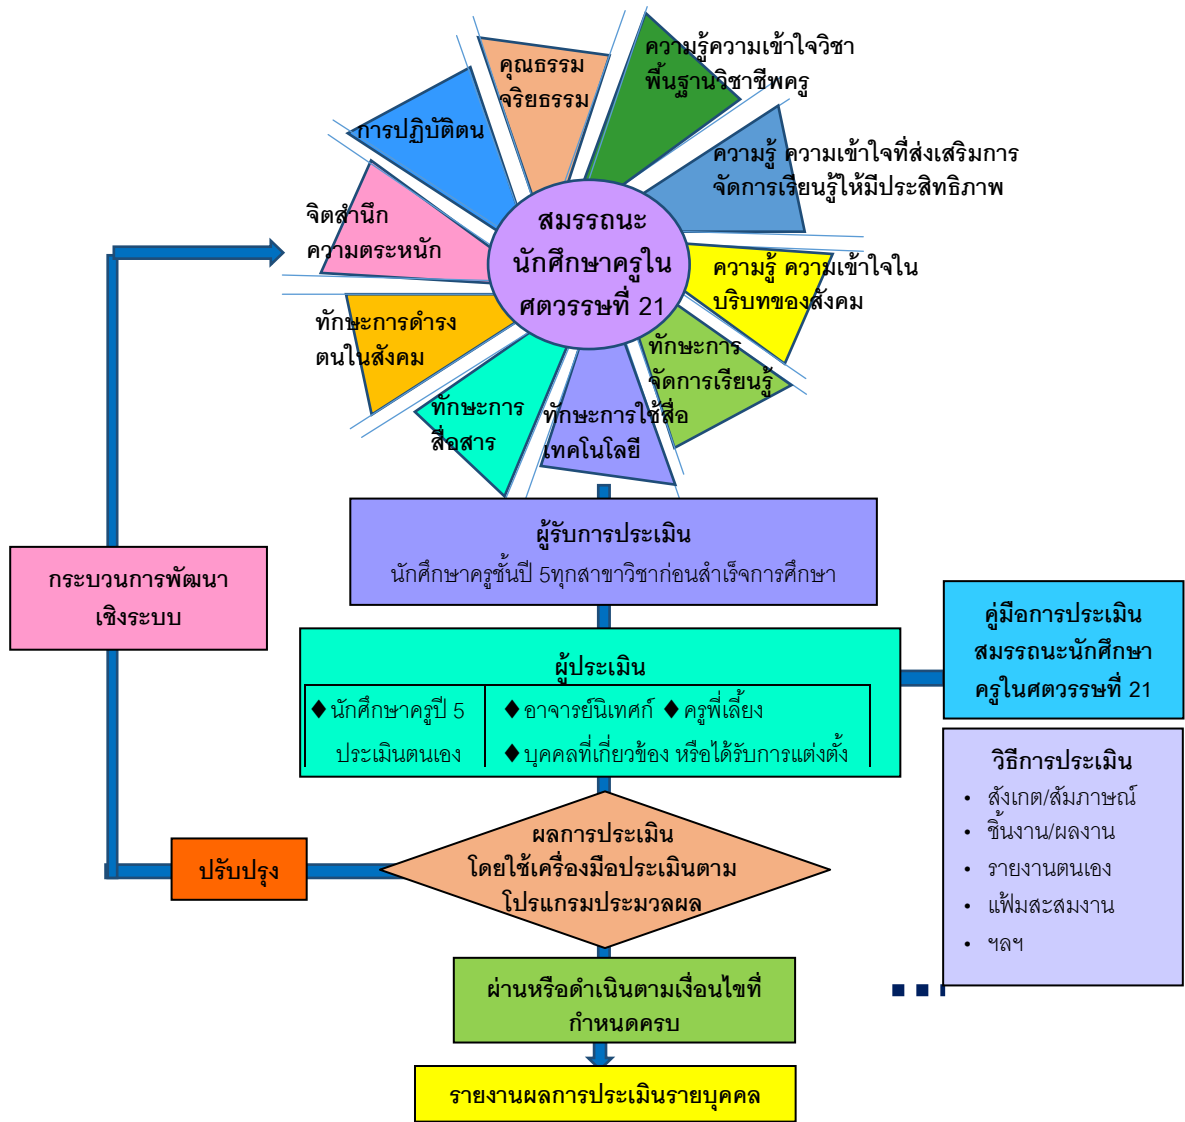 คุณธรรม
จริยธรรม
ความรู้ความเข้าใจวิชา
พื้นฐานวิชาชีพครู
การปฏิบัติตน
ความรู้ ความเข้าใจที่ส่งเสริมการ
จัดการเรียนรู้ให้มีประสิทธิภาพ
จิตสำนึก
ความตระหนัก
สมรรถนะ
นักศึกษาครูใน
ศตวรรษที่ 21
ความรู้ ความเข้าใจใน
บริบทของสังคม
ทักษะการดำรง
ตนในสังคม
ทักษะการ
จัดการเรียนรู้
ทักษะการ
สื่อสาร
ทักษะการใช้สื่อ
เทคโนโลยี
ผู้รับการประเมิน
นักศึกษาครูชั้นปี 5ทุกสาขาวิชาก่อนสำเร็จการศึกษา
กระบวนการพัฒนา
เชิงระบบ
คู่มือการประเมิน
สมรรถนะนักศึกษา
ครูในศตวรรษที่ 21
ผู้ประเมิน
♦ นักศึกษาครูปี 5
ประเมินตนเอง
♦ อาจารย์นิเทศก์ ♦ ครูพี่เลี้ยง
♦ บุคคลที่เกี่ยวข้อง หรือได้รับการแต่งตั้ง
วิธีการประเมิน
• สังเกต/สัมภาษณ์
• ชิ้นงาน/ผลงาน
• รายงานตนเอง
• แฟ้มสะสมงาน
• ฯลฯ
ผลการประเมิน
โดยใช้เครื่องมือประเมินตาม
โปรแกรมประมวลผล
ปรับปรุง
ผ่านหรือดำเนินตามเงื่อนไขที่
กำหนดครบ
รายงานผลการประเมินรายบุคคล